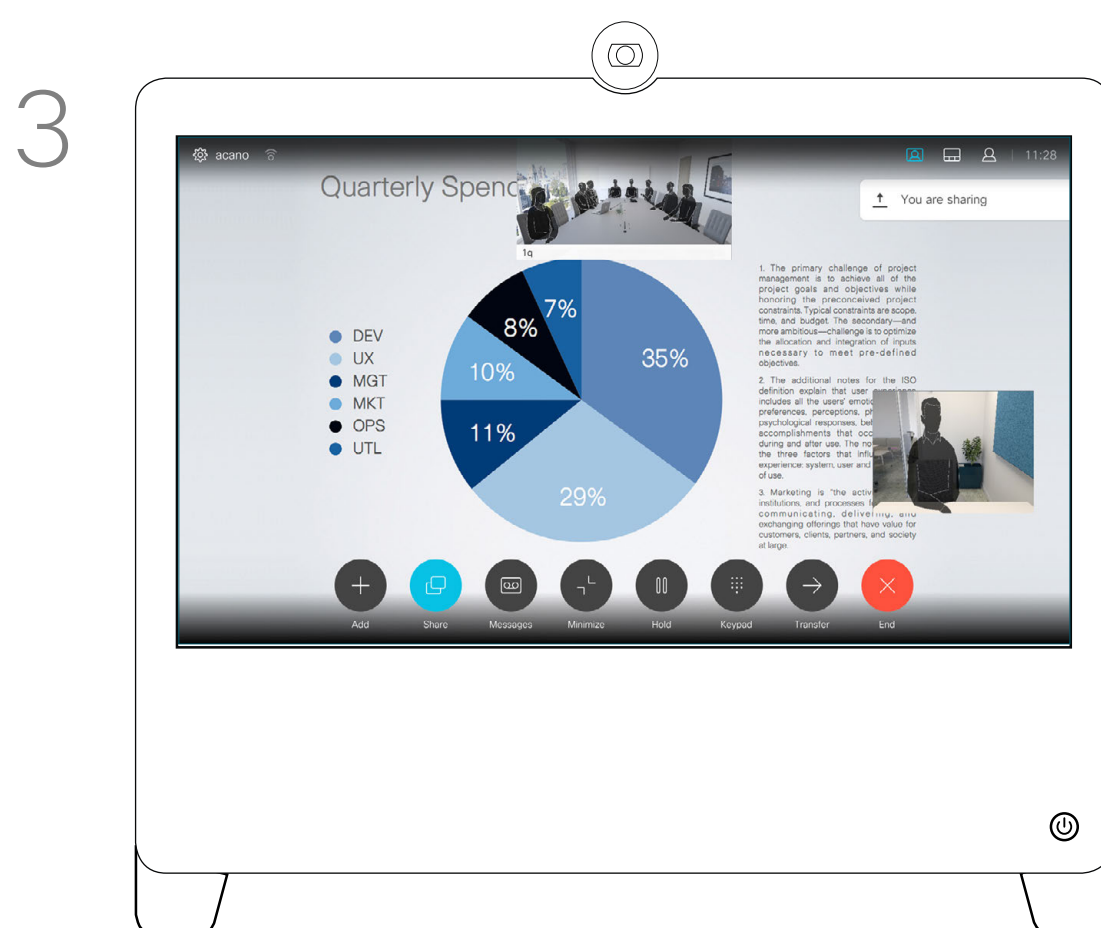 3
acano
11:28
Quarterly Spend
You are sharing
1q
DEV
UX
MGT
MKT
OPS
UTL
7%
8%
35%
10%
11%
29%
1. The primary challenge of project
management is to achieve all of the
project goals and objectives while
honoring the preconceived project
constraints. Typical constraints are scope,
time, and budget. The secondary—and
more ambitious—challenge is to optimize
the allocation and integration of inputs
necessary to meet pre-defined
objectives.
2. The additional notes for the ISO
definition explain that user experience
includes all the users'
preferences, perceptions,
psychological responses,
accomplishments that
during and after use. The
the three factors that
experience: system, user and
of use.
3. Marketing is "the
institutions, and processes
communicating, delivering, and
exchanging offerings that have value for
customers, clients, partners, and society
at large.
Add
Share
Messages
Minimize
Hold
Keypad
Transfer
End